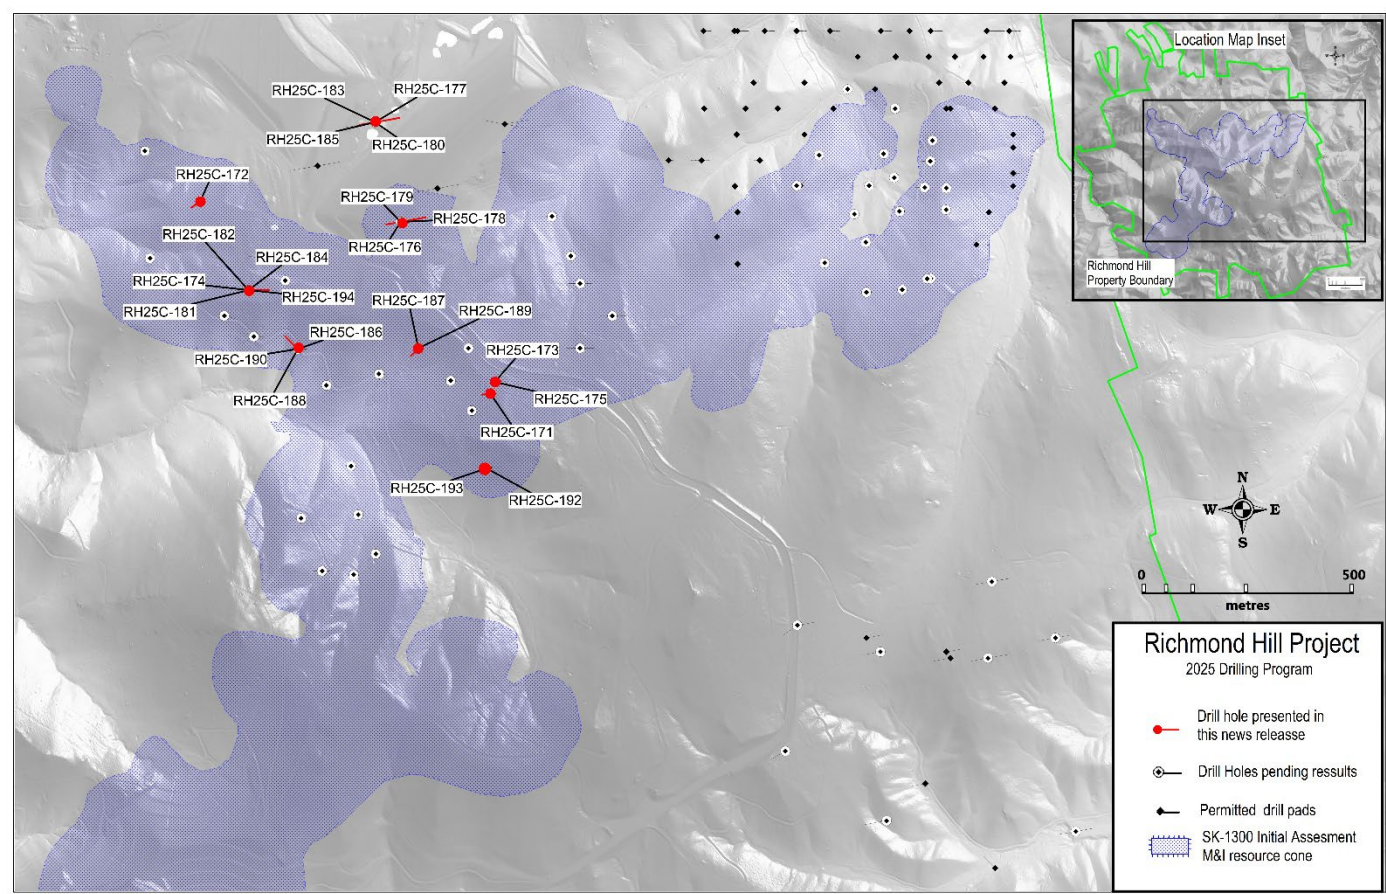 Location Map Inset
RH25C-183
RH25C-177
RH25C-185
RH25C-180
RH25C-172
RH25C-179
RH25C-178
RH25C-176
RH25C-182
RH25C-184
RH25C-174
RH25C-194
RH25C-181
RH25C-187
RH25C-189
RH25C-186
RH25C-190
RH25C-188
RH25C-173
RH25C-175
RH25C-171
RH25C-193
RH25C-192
Richmond Hill
Property Boundary
N
W E
S
0 500
metres
Richmond Hill Project
2025 Drilling Program
Drill hole presented in
this news releasse
Drill Holes pending ressults
Permitted drill pads
SK-1300 Initial Assesment
M&I resource cone